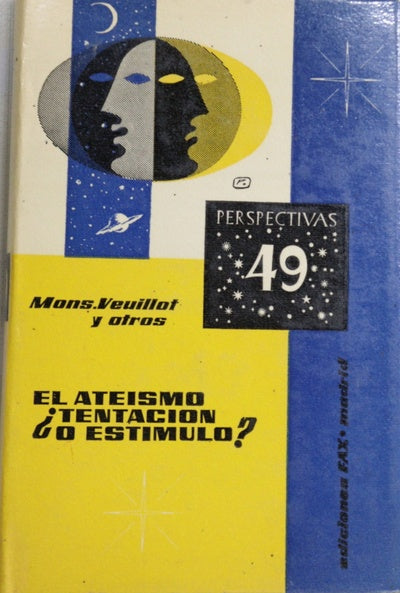 PERSPECTIVAS
49
Mons. Veuillot
y otros
EL ATEISMO
¿TENTACION
O ESTIMULO?
ediciones FAX • madrid